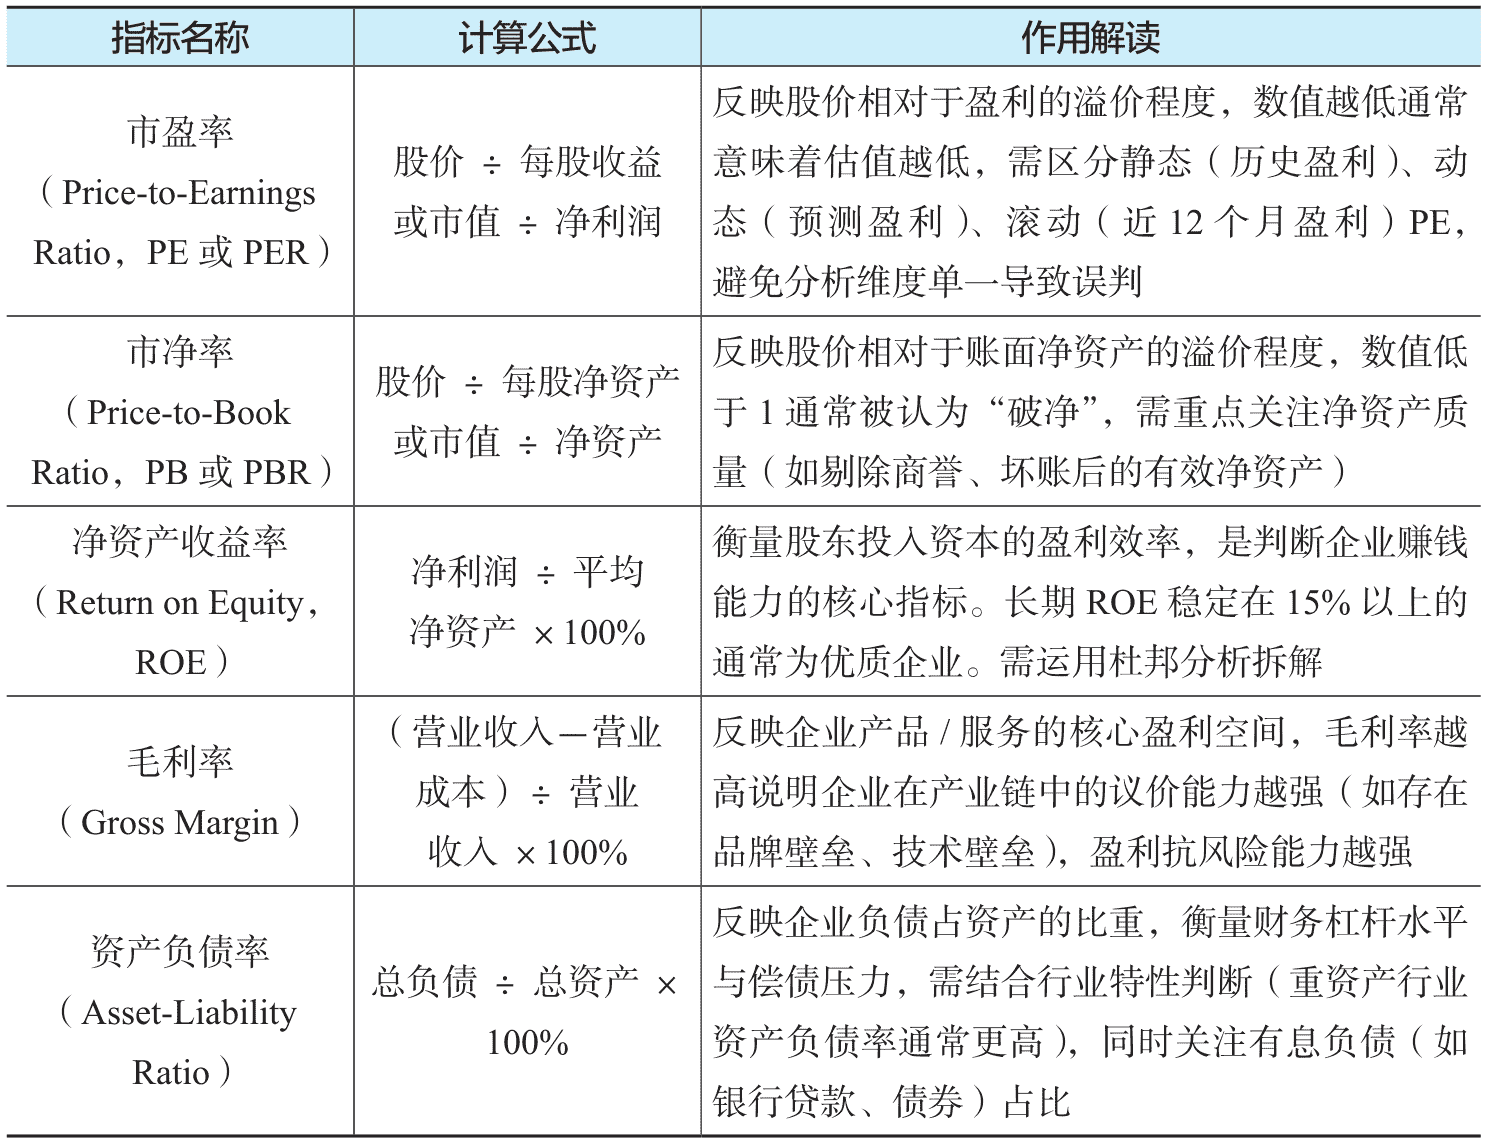 指标名称
计算公式
作用解读
市盈率
（Price-to-Earnings
Ratio，PE 或 PER）
股价 ÷ 每股收益
或市值 ÷ 净利润
反映股价相对于盈利的溢价程度，数值越低通常
意味着估值越低，需区分静态（历史盈利）、动
态（预测盈利）、滚动（近 12 个月盈利）PE，
避免分析维度单一导致误判
市净率
（Price-to-Book
Ratio，PB 或 PBR）
股价 ÷ 每股净资产
或市值 ÷ 净资产
反映股价相对于账面净资产的溢价程度，数值低
于 1 通常被认为“破净”，需重点关注净资产质
量（如剔除商誉、坏账后的有效净资产）
净资产收益率
（Return on Equity，
ROE）
净利润 ÷ 平均
净资产 ×100%
衡量股东投入资本的盈利效率，是判断企业赚钱
能力的核心指标。长期 ROE 稳定在 15% 以上的
通常为优质企业。需运用杜邦分析拆解
毛利率
（Gross Margin）
（营业收入—营业
成本）÷ 营业
收入 ×100%
反映企业产品 / 服务的核心盈利空间，毛利率越
高说明企业在产业链中的议价能力越强（如存在
品牌壁垒、技术壁垒），盈利抗风险能力越强
资产负债率
（Asset-Liability
Ratio）
总负债 ÷ 总资产 ×
100%
反映企业负债占资产的比重，衡量财务杠杆水平
与偿债压力，需结合行业特性判断（重资产行业
资产负债率通常更高），同时关注有息负债（如
银行贷款、债券）占比